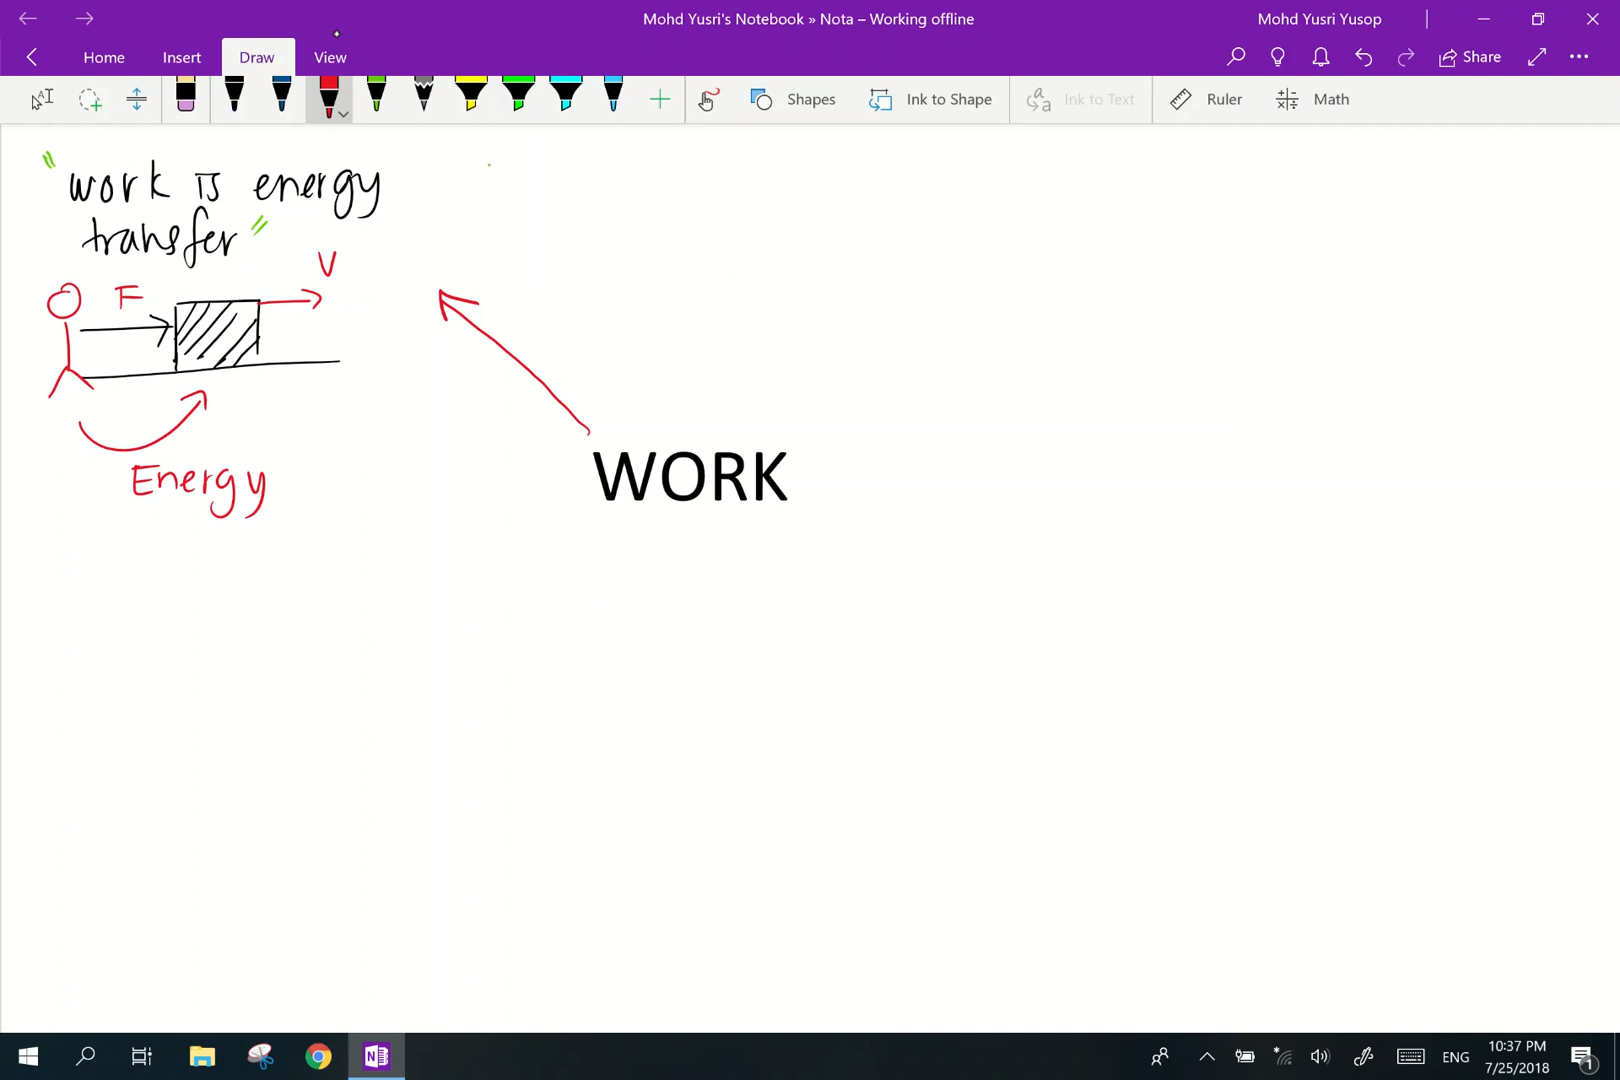 Mohd Yusri's Notebook » Nota – Working offline
Mohd Yusri Yusop
Home
Insert
Draw
View
Share
Shapes
Ink to Shape
Ink to Text
Ruler
Math
"work is energy
transfer"
V
F
Energy
WORK
ENG
10:37 PM
7/25/2018
1